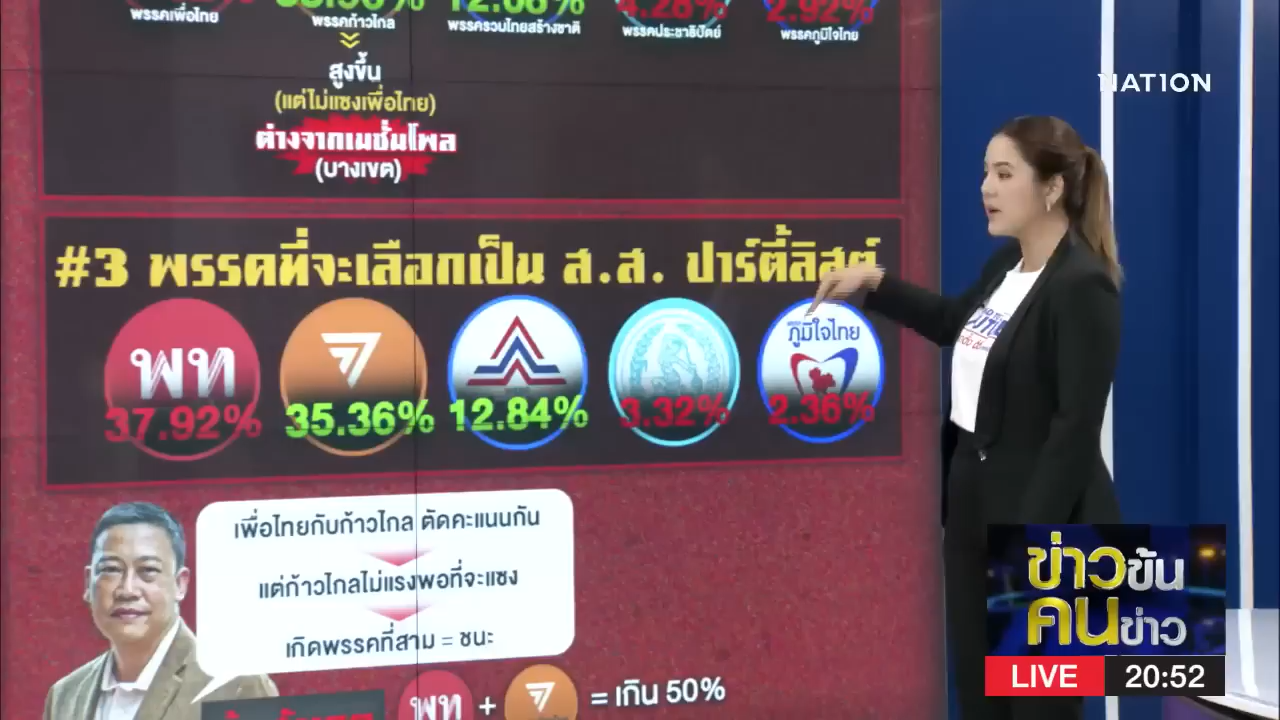 12.06%
4.28%
2.92%
พรรคเพื่อไทย
พรรคก้าวไกล
พรรครวมไทยสร้างชาติ
พรรคประชาธิปัตย์
พรรคภูมิใจไทย
สูงขึ้น
(แต่ไม่แซงเพื่อไทย)
ต่างจากเนชั่นโพล
(บางเขต)
NATION
#3 พรรคที่จะเลือกเป็น ส.ส. ปาร์ตี้ลิสต์
พท
ภูมิใจไทย
37.92%
35.36%
12.84%
3.32%
2.36%
เพื่อไทยกับก้าวไกล ตัดคะแนนกัน
แต่ก้าวไกลไม่แรงพอที่จะแซง
เกิดพรรคที่สาม = ชนะ
พท + = เกิน 50%
ข่าวข้น
คนข่าว
LIVE 20:52